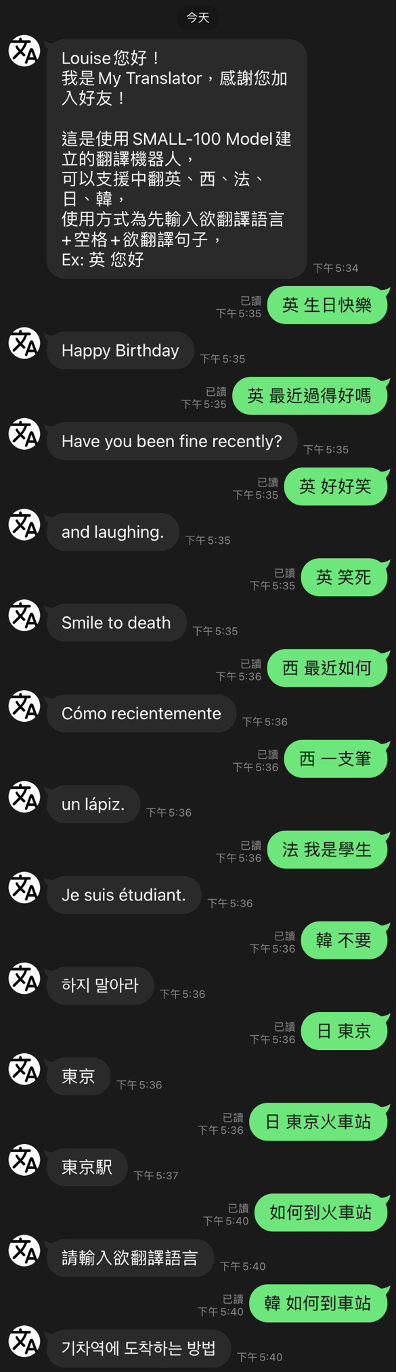 今天
Louise您好！
我是My Translator，感謝您加
入好友！
這是使用SMALL-100 Model建
立的翻譯機器人，
可以支援中翻英、西、法、
日、韓，
使用方式為先輸入欲翻譯語言
+空格+欲翻譯句子，
Ex: 英 您好
下午5:34
已讀
下午5:35
英 生日快樂
Happy Birthday
下午5:35
已讀
下午5:35
英 最近過得好嗎
Have you been fine recently?
下午5:35
已讀
下午5:35
英 好好笑
and laughing.
下午5:35
已讀
下午5:35
英 笑死
Smile to death
下午5:35
已讀
下午5:36
西 最近如何
Cómo recientemente
下午5:36
已讀
下午5:36
西 一支筆
un lápiz.
下午5:36
已讀
下午5:36
法 我是學生
Je suis étudiant.
下午5:36
已讀
下午5:36
韓 不要
하지 말아라
下午5:36
已讀
下午5:36
日 東京
東京
下午5:36
已讀
下午5:36
日 東京火車站
東京駅
下午5:37
已讀
下午5:40
如何到火車站
請輸入欲翻譯語言
下午5:40
已讀
下午5:40
韓 如何到車站
기차역에 도착하는 방법
下午5:40